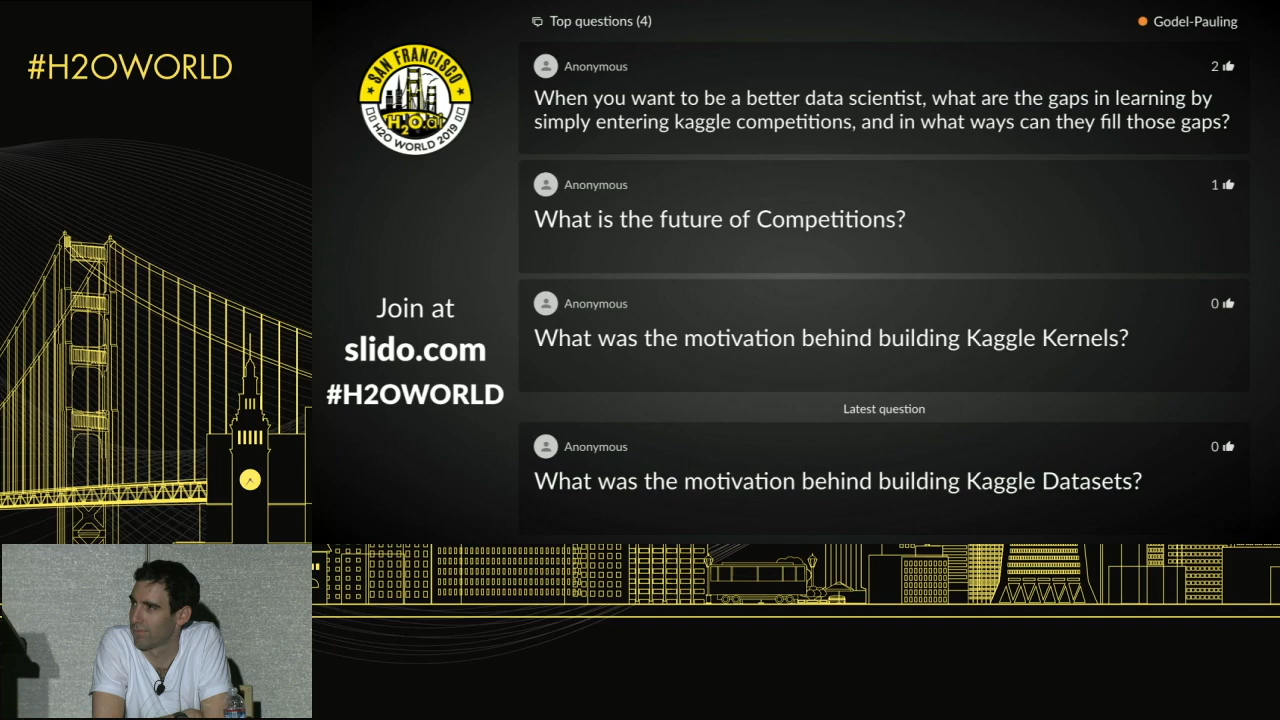 #H2OWORLD
SAN FRANCISCO
H2O.ai
H2O WORLD 2019
Join at
slido.com
#H2OWORLD
Top questions (4)
Godel-Pauling
Anonymous
2
When you want to be a better data scientist, what are the gaps in learning by
simply entering kaggle competitions, and in what ways can they fill those gaps?
Anonymous
1
What is the future of Competitions?
Anonymous
0
What was the motivation behind building Kaggle Kernels?
Latest question
Anonymous
0
What was the motivation behind building Kaggle Datasets?